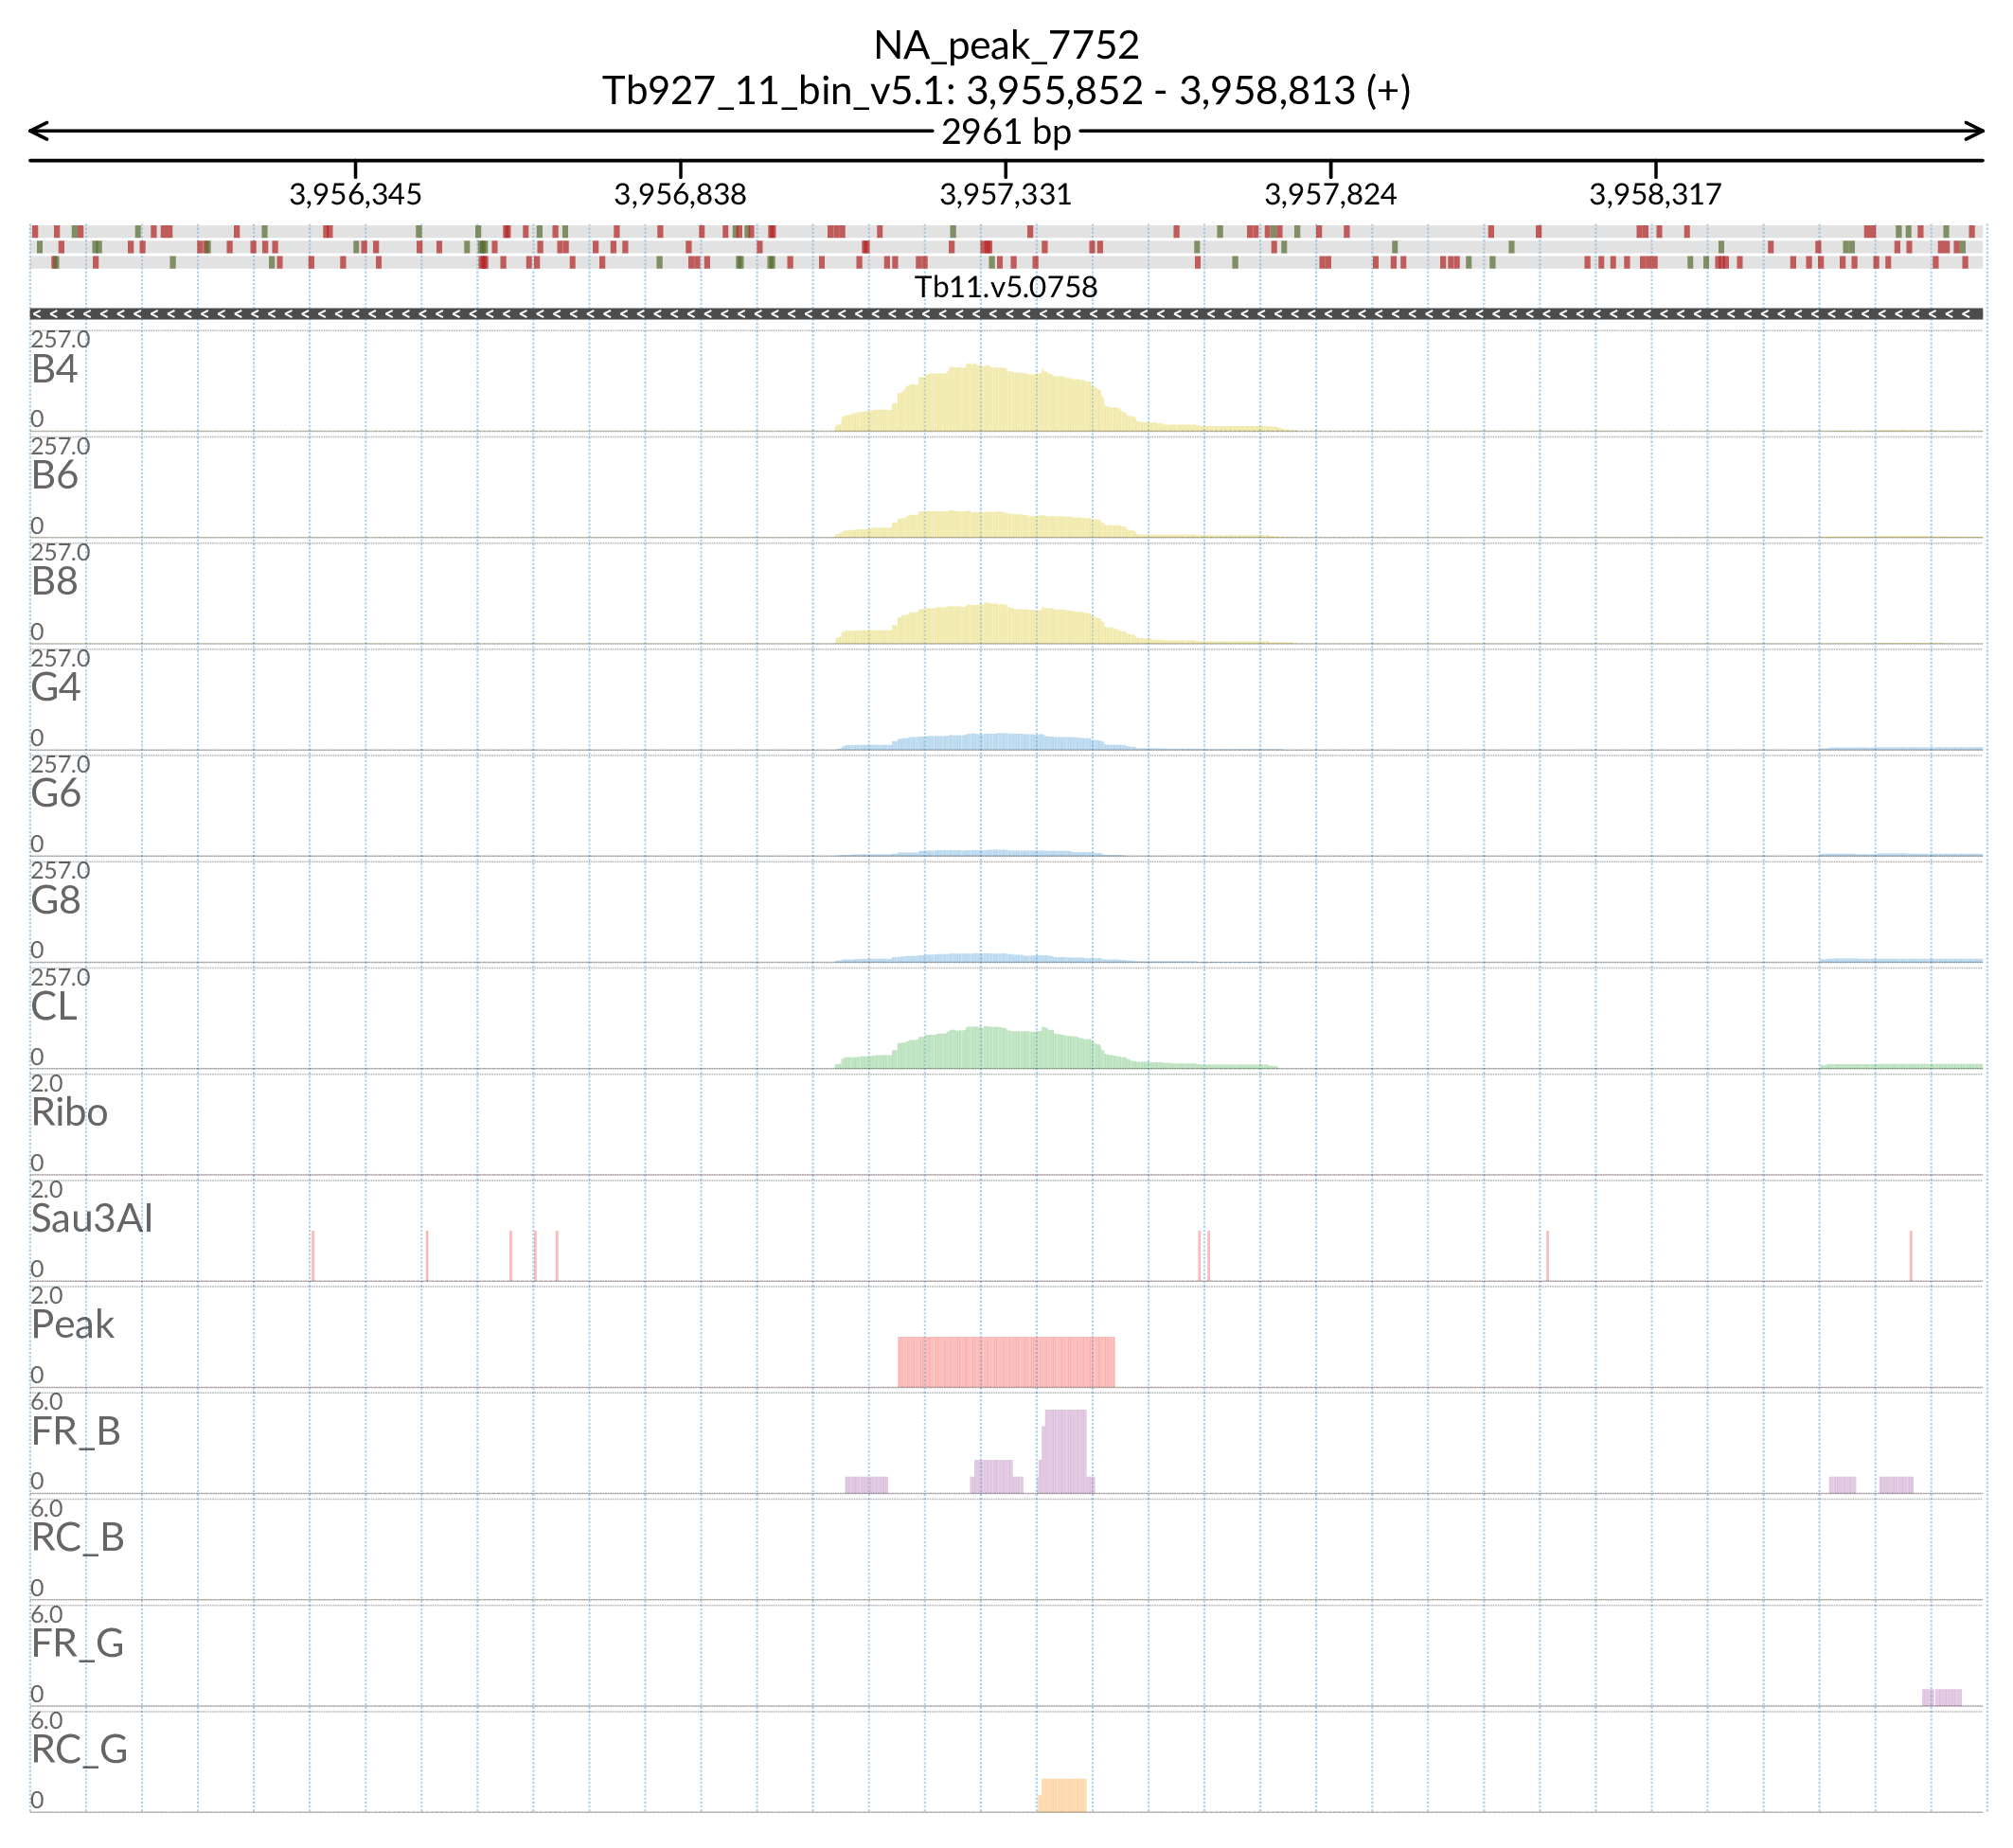 NA_peak_7752
Tb927_11_bin_v5.1: 3,955,852 - 3,958,813 (+)
2961 bp
3,956,345 3,956,838 3,957,331 3,957,824 3,958,317
Tb11.v5.0758
257.0
B4
0
257.0
B6
0
257.0
B8
0
257.0
G4
0
257.0
G6
0
257.0
G8
0
257.0
CL
0
2.0
Ribo
0
2.0
Sau3AI
0
2.0
Peak
0
6.0
FR_B
0
6.0
RC_B
0
6.0
FR_G
0
6.0
RC_G
0